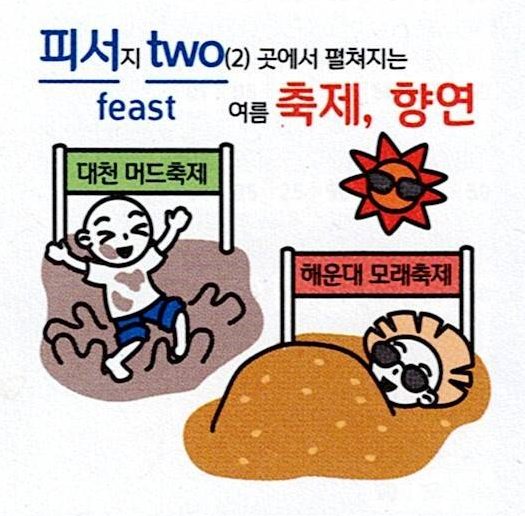 피서지 two(2) 곳에서 펼쳐지는
feast 여름 축제, 향연
대천 머드축제
해운대 모래축제